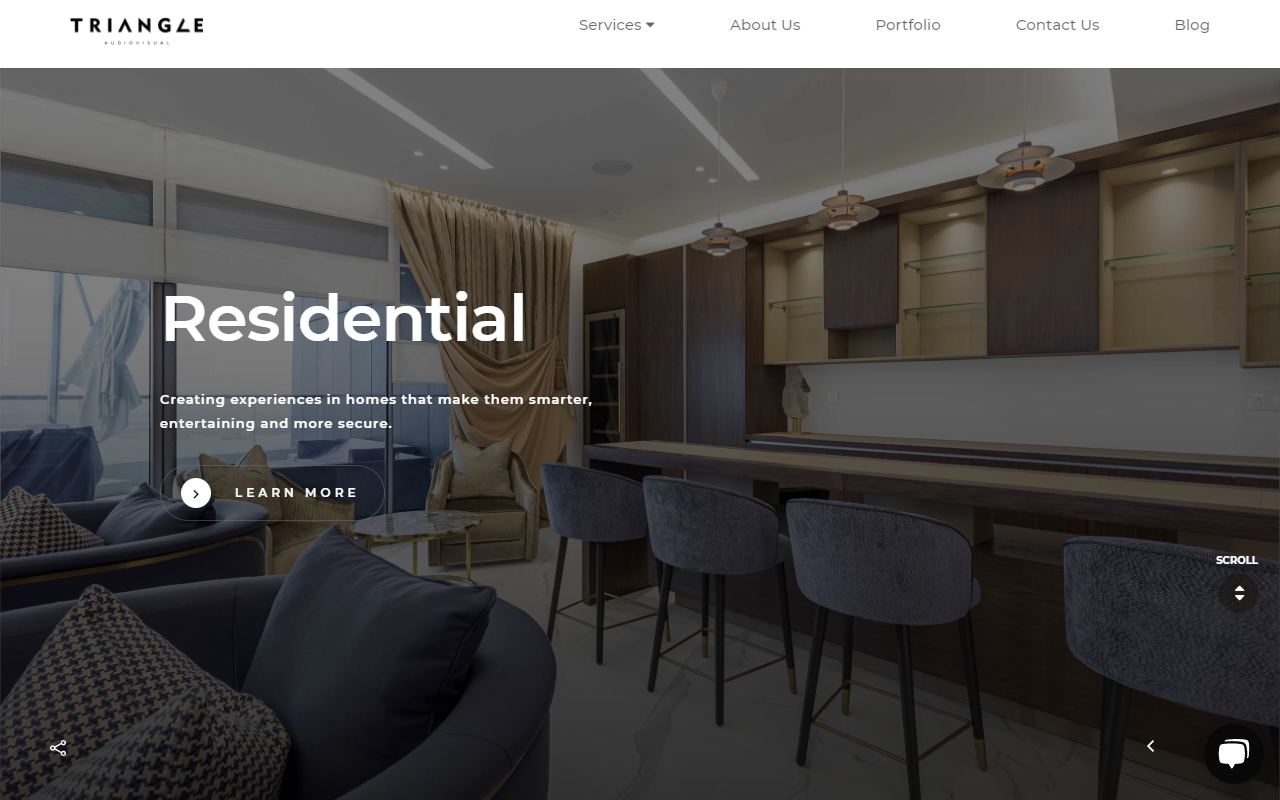 TRIANGLE
AUDIOVISUAL
Services
About Us
Portfolio
Contact Us
Blog
Residential
Creating experiences in homes that make them smarter,
entertaining and more secure.
LEARN MORE
SCROLL